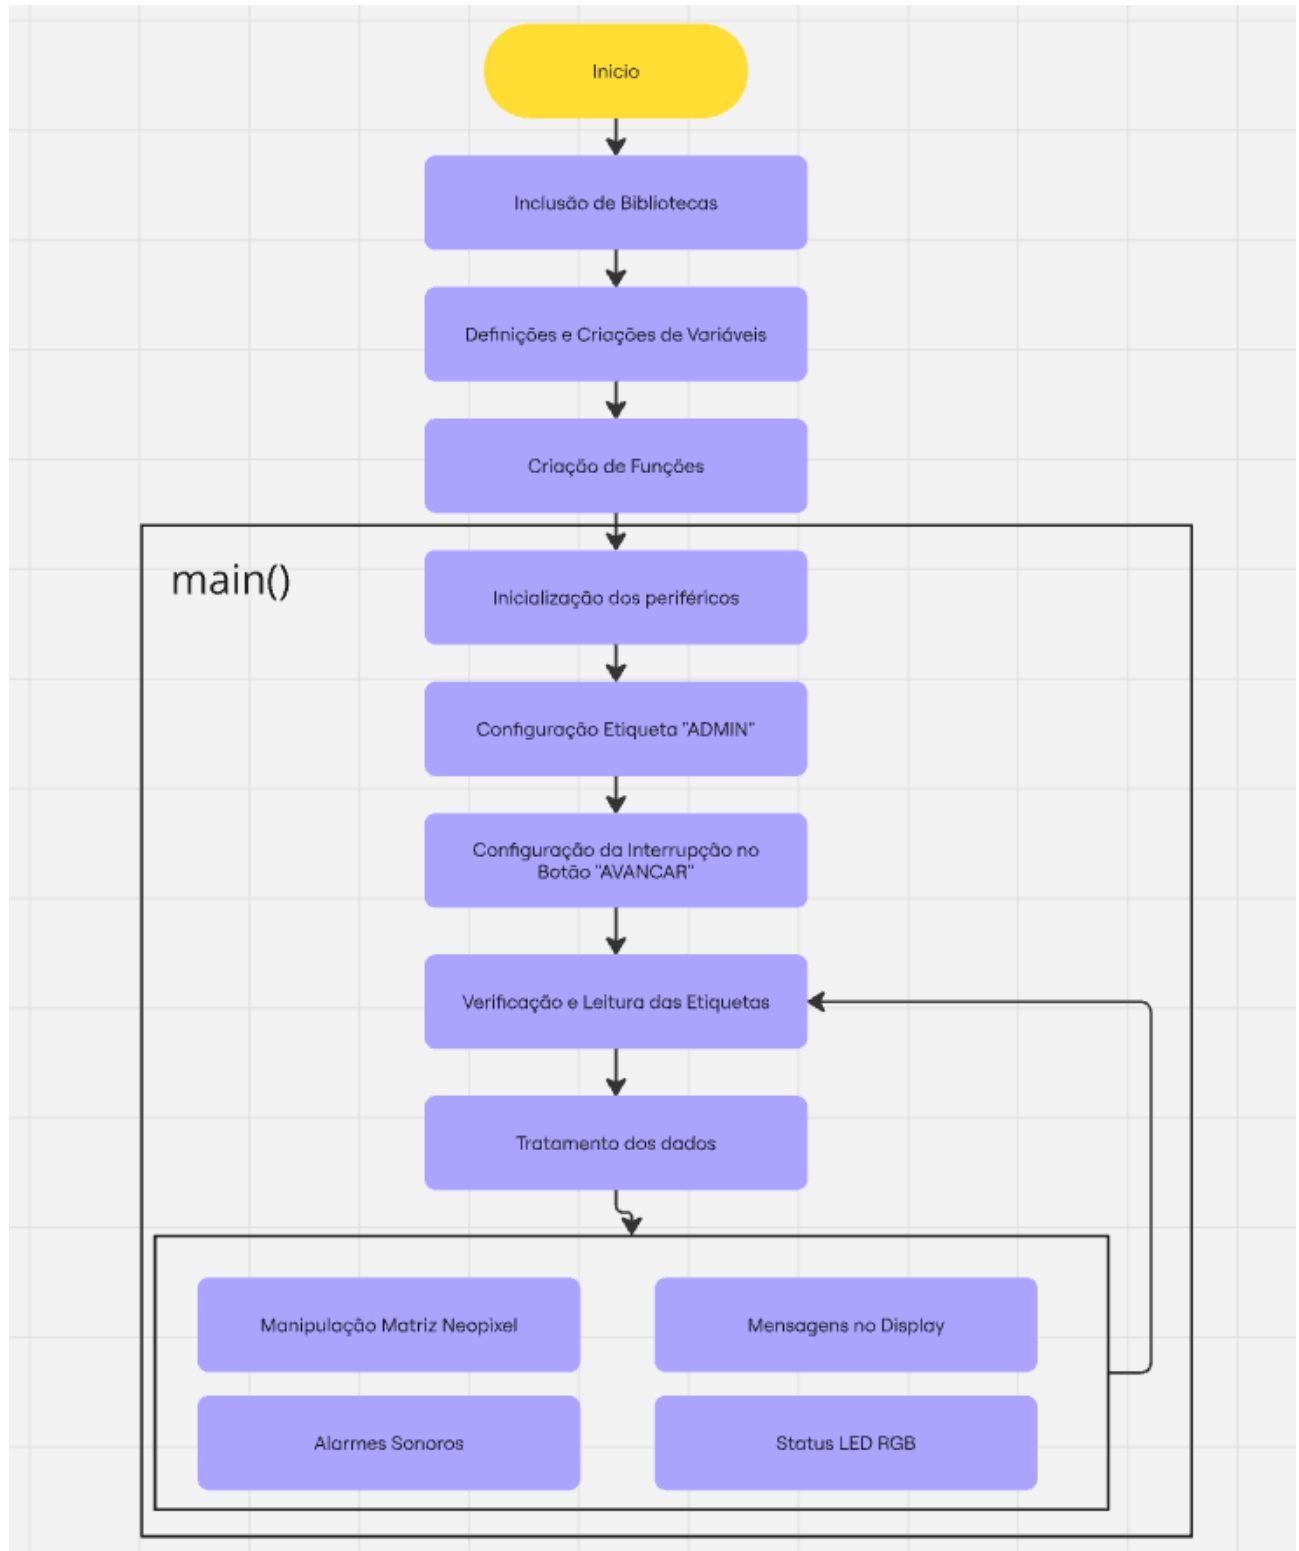 Inicio
Inclusão de Bibliotecas
Definições e Criações de Variáveis
Criação de Funções
main()
Inicialização dos periféricos
Configuração Etiqueta "ADMIN"
Configuração da Interrupção no
Botão "AVANCAR"
Verificação e Leitura das Etiquetas
Tratamento dos dados
Manipulação Matriz Neopixel
Mensagens no Display
Alarmes Sonoros
Status LED RGB